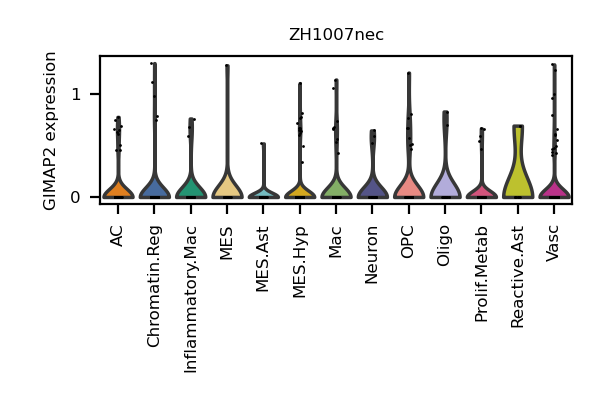 ZH1007nec
GIMAP2 expression
1
0
AC
Chromatin.Reg
Inflammatory.Mac
MES
MES.Ast
MES.Hyp
Mac
Neuron
OPC
Oligo
Prolif.Metab
Reactive.Ast
Vasc